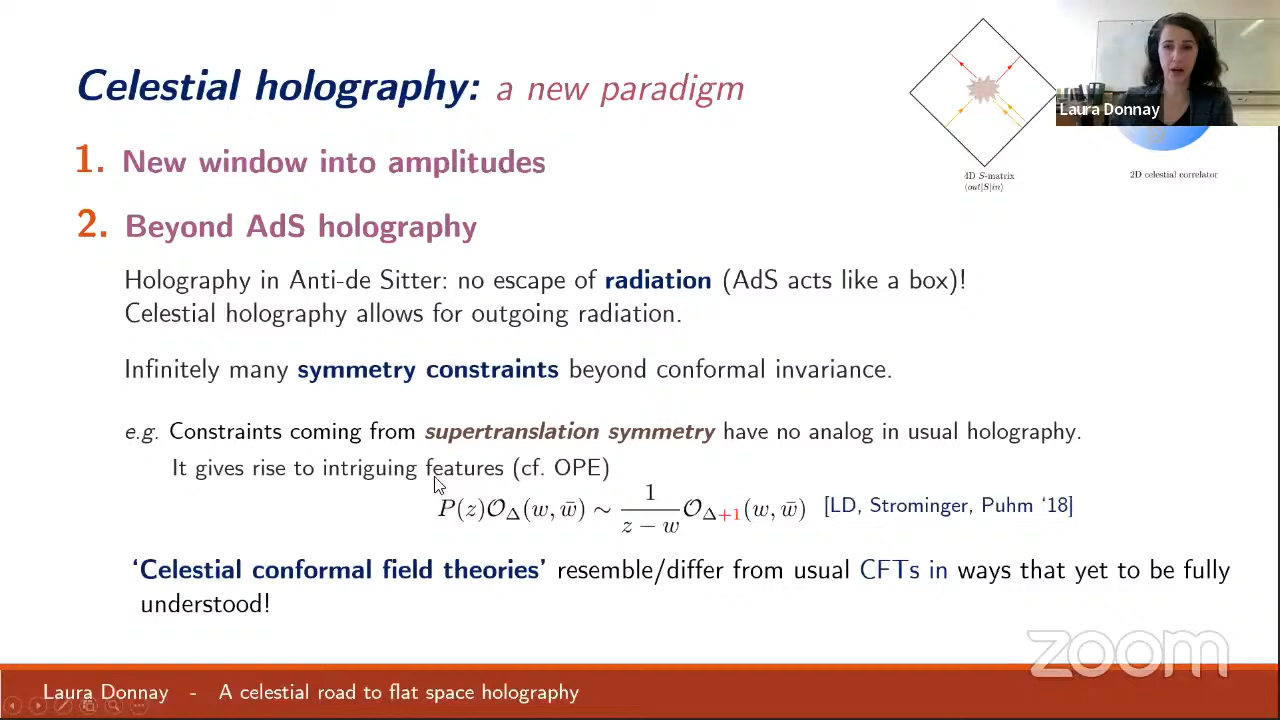 Celestial holography: a new paradigm
Laura Donnay
4D S-matrix
⟨out|S|in⟩
2D celestial correlator
1. New window into amplitudes
2. Beyond AdS holography
Holography in Anti-de Sitter: no escape of radiation (AdS acts like a box)!
Celestial holography allows for outgoing radiation.
Infinitely many symmetry constraints beyond conformal invariance.
e.g. Constraints coming from supertranslation symmetry have no analog in usual holography.
It gives rise to intriguing features (cf. OPE)
P(z)𝒪_Δ(w, w̄) ∼ 1/(z − w) 𝒪_{Δ+1}(w, w̄) [LD, Strominger, Puhm ‘18]
‘Celestial conformal field theories’ resemble/differ from usual CFTs in ways that yet to be fully
understood!
zoom
Laura Donnay - A celestial road to flat space holography